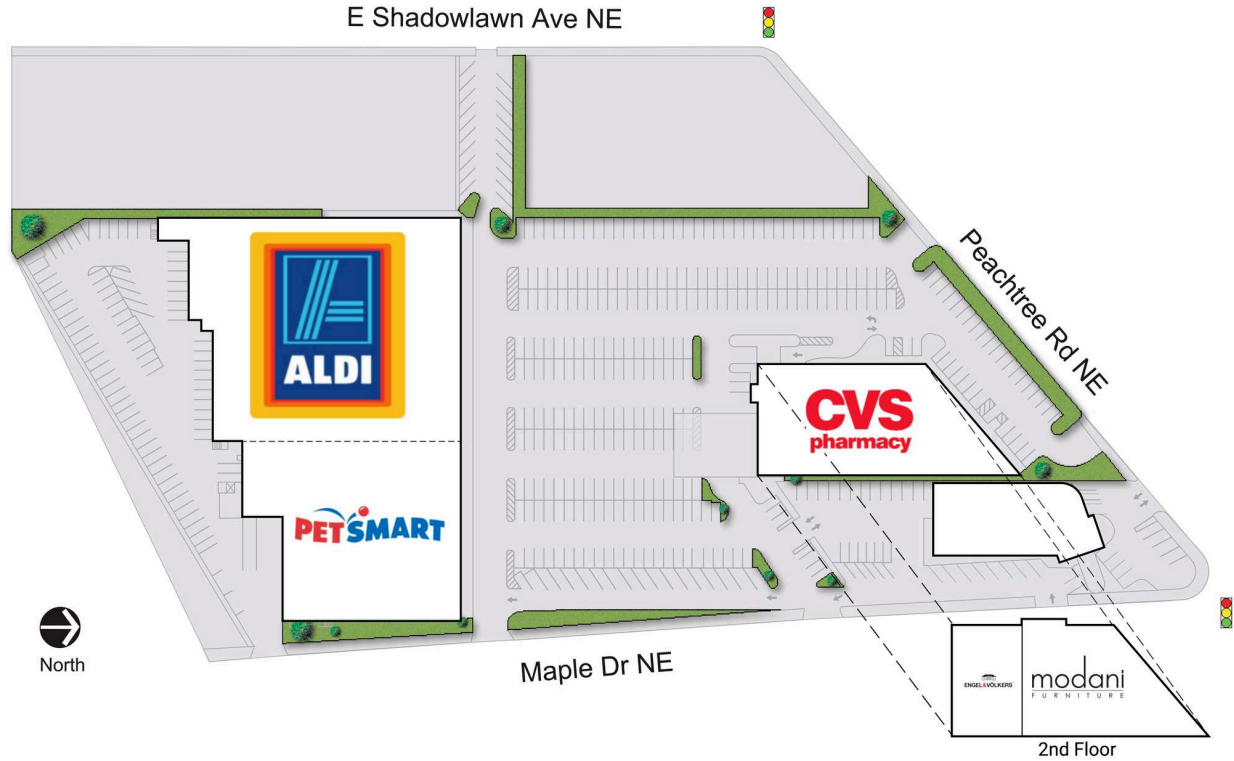 E Shadowlawn Ave NE
Peachtree Rd NE
ALDI
CVS
pharmacy
PETSMART
North
Maple Dr NE
ENGEL&VÖLKERS
modani
FURNITURE
2nd Floor